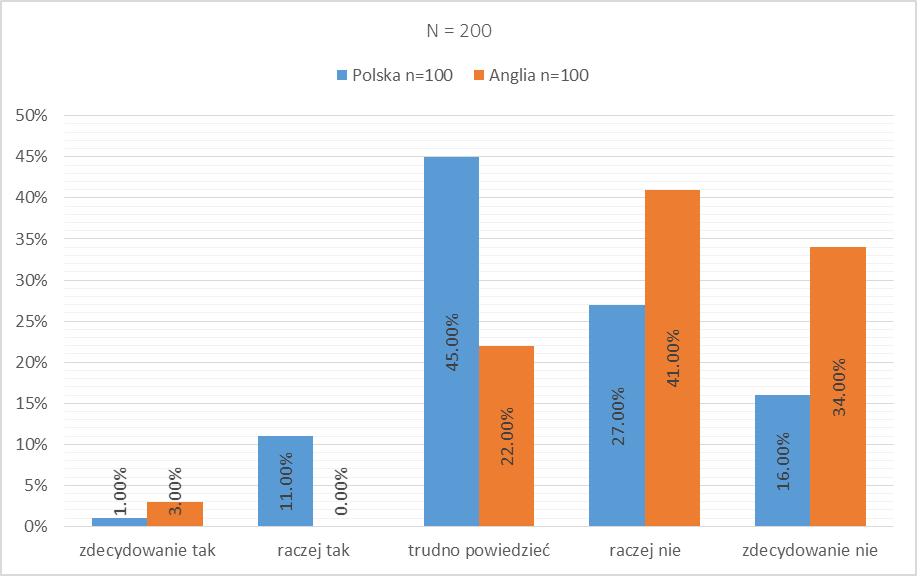 N = 200
Polska n=100 Anglia n=100
50%
45%
40%
35%
30%
25%
20%
15%
10%
5%
0%
1.00% 3.00% 11.00% 0.00% 45.00% 22.00% 27.00% 41.00% 16.00% 34.00%
zdecydowanie tak raczej tak trudno powiedzieć raczej nie zdecydowanie nie